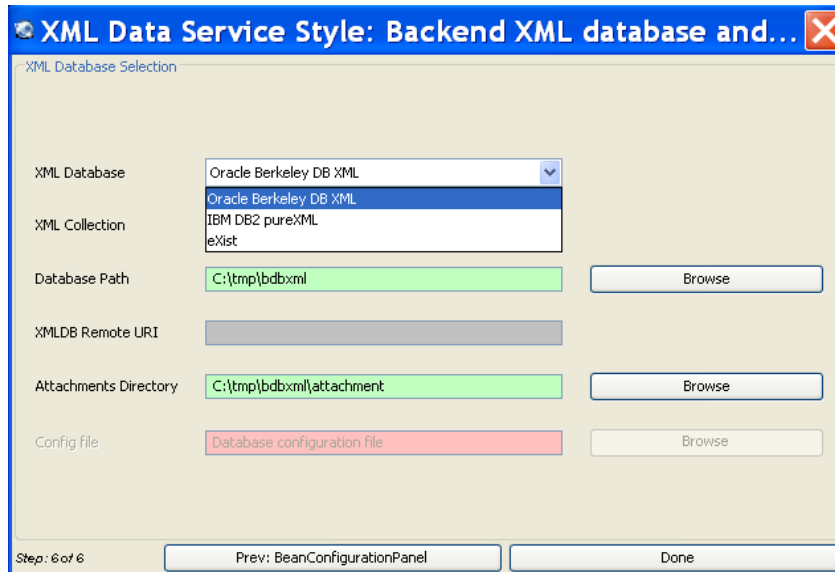 XML Data Service Style: Backend XML database and...
XML Database Selection
XML Database
Oracle Berkeley DB XML
Oracle Berkeley DB XML
IBM DB2 pureXML
eXist
XML Collection
Database Path
C:\tmp\bdbxml
Browse
XMLDB Remote URI
Attachments Directory
C:\tmp\bdbxml\attachment
Browse
Config file
Database configuration file
Browse
Step: 6 of 6
Prev: BeanConfigurationPanel
Done